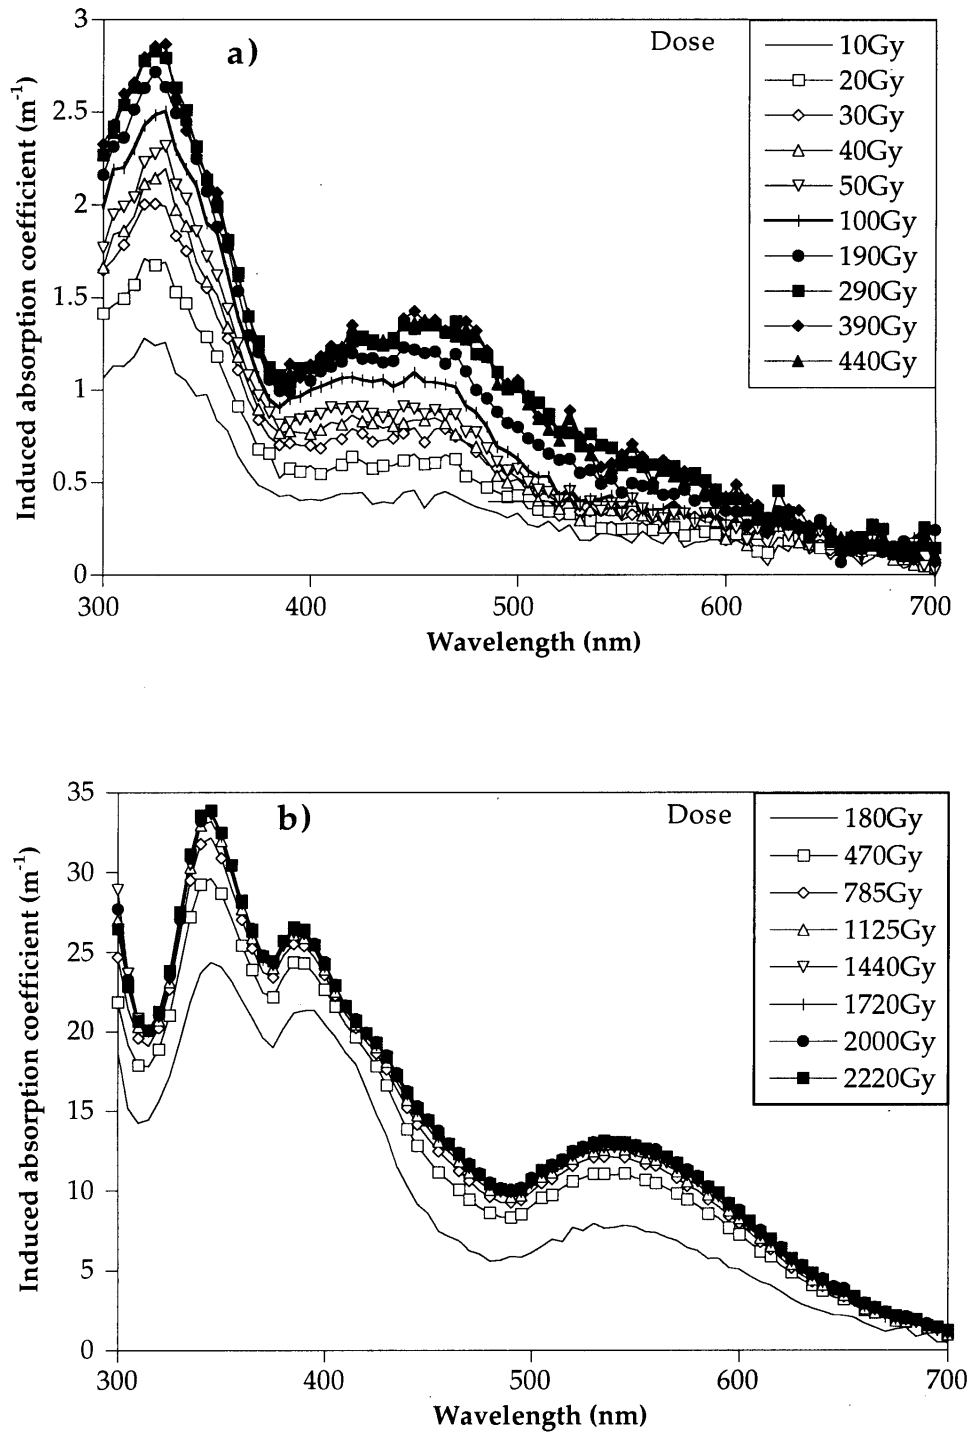 a)
Dose
10Gy
20Gy
30Gy
40Gy
50Gy
100Gy
190Gy
290Gy
390Gy
440Gy
3
2.5
2
1.5
1
0.5
0
Induced absorption coefficient (m⁻¹)
300 400 500 600 700
Wavelength (nm)
b)
Dose
180Gy
470Gy
785Gy
1125Gy
1440Gy
1720Gy
2000Gy
2220Gy
35
30
25
20
15
10
5
0
Induced absorption coefficient (m⁻¹)
300 400 500 600 700
Wavelength (nm)